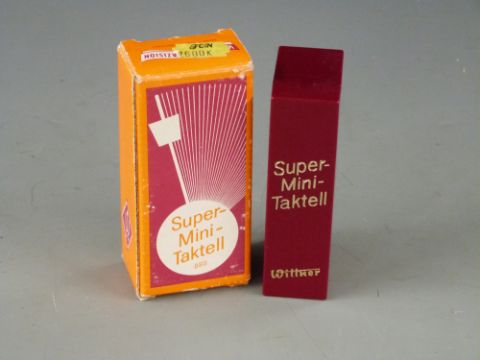 Super-
Mini-
Taktell
Super-
Mini-
Taktell
Wittner